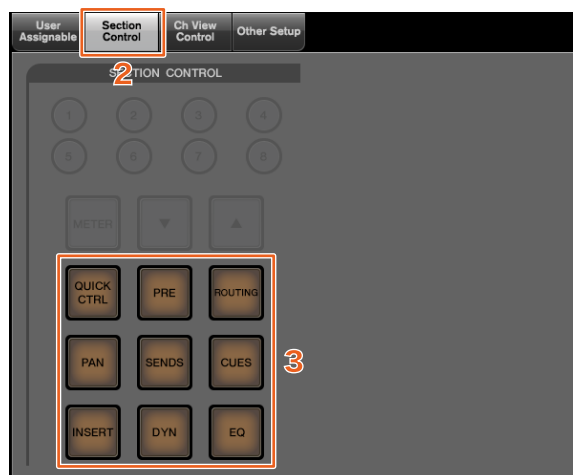 User Assignable
Section Control
Ch View Control
Other Setup
2
SECTION CONTROL
1 2 3 4
5 6 7 8
METER ▼ ▲
QUICK CTRL
PRE
ROUTING
PAN
SENDS
CUES
3
INSERT
DYN
EQ